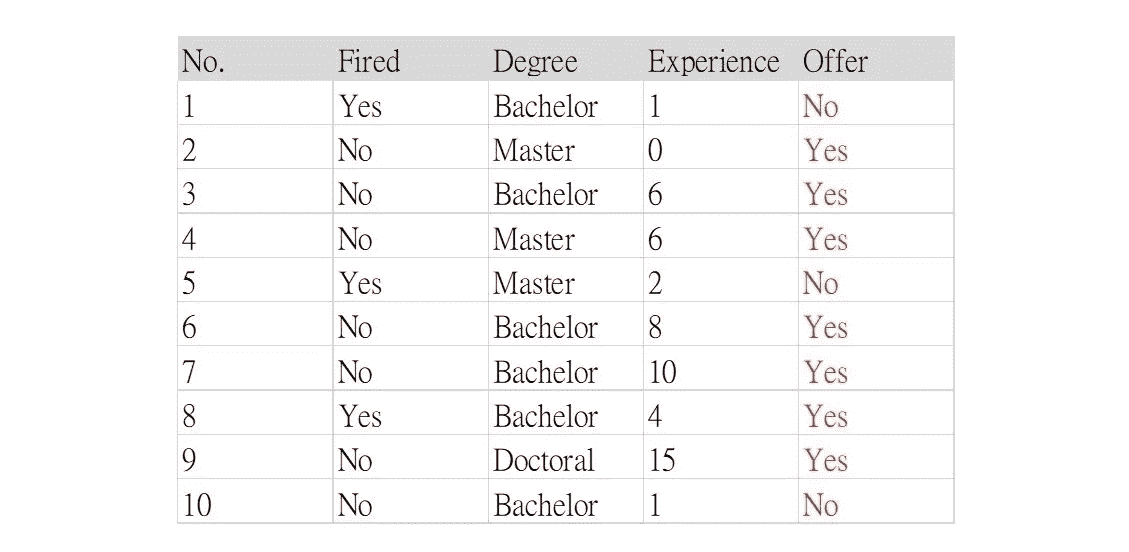 No. Fired Degree Experience Offer
1 Yes Bachelor 1 No
2 No Master 0 Yes
3 No Bachelor 6 Yes
4 No Master 6 Yes
5 Yes Master 2 No
6 No Bachelor 8 Yes
7 No Bachelor 10 Yes
8 Yes Bachelor 4 Yes
9 No Doctoral 15 Yes
10 No Bachelor 1 No